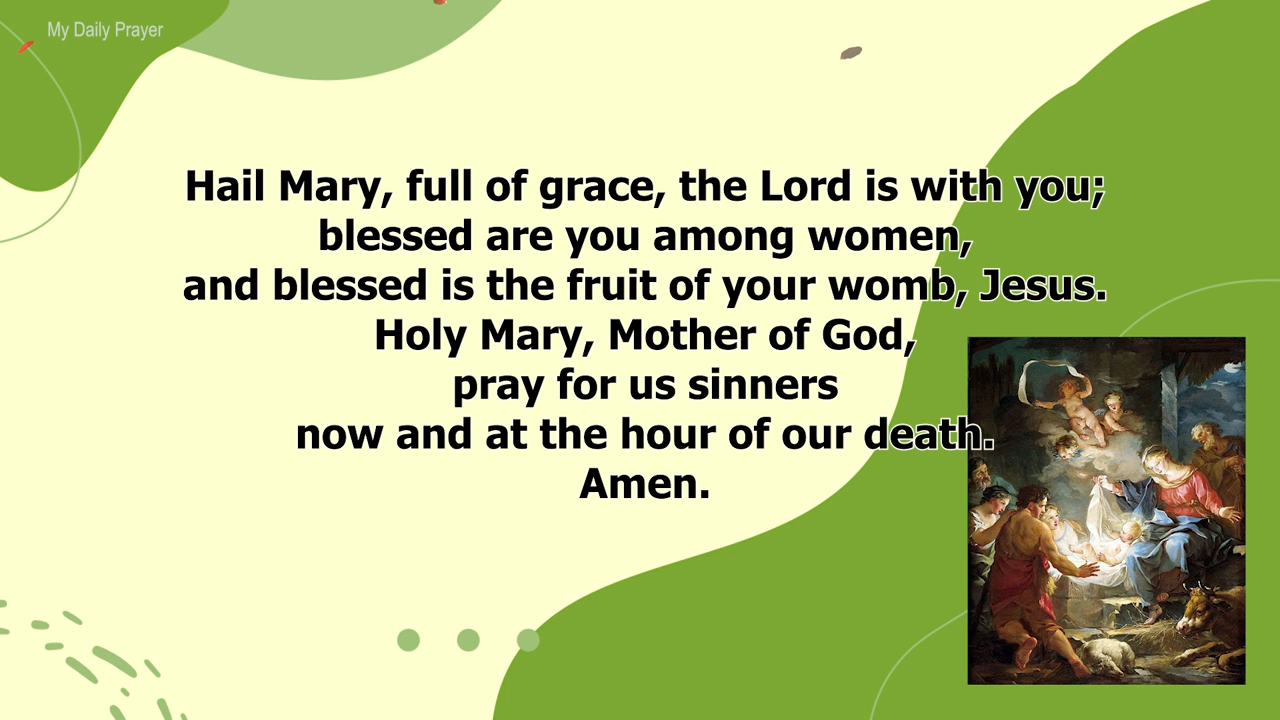 My Daily Prayer
Hail Mary, full of grace, the Lord is with you;
blessed are you among women,
and blessed is the fruit of your womb, Jesus.
Holy Mary, Mother of God,
pray for us sinners
now and at the hour of our death.
Amen.